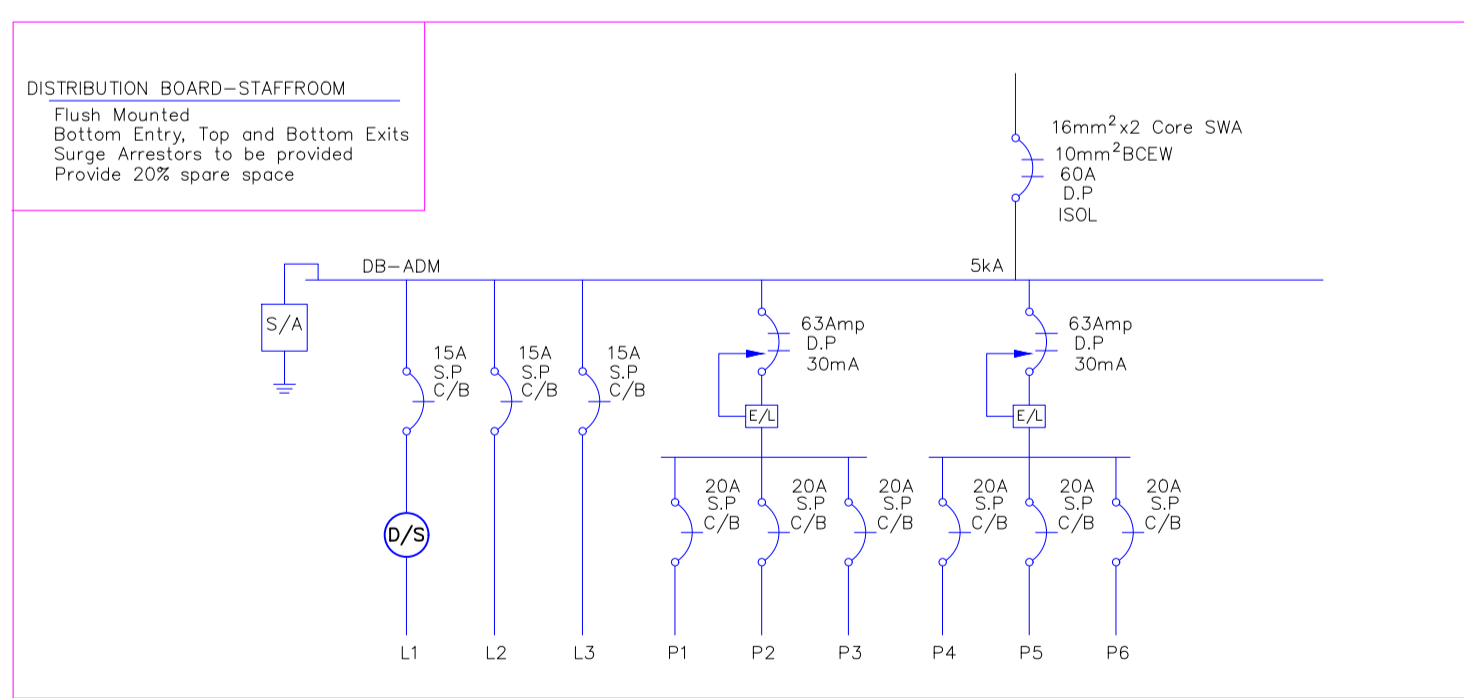 DISTRIBUTION BOARD-STAFFROOM
Flush Mounted
Bottom Entry, Top and Bottom Exits
Surge Arrestors to be provided
Provide 20% spare space
16mm²x2 Core SWA
10mm²BCEW
60A
D.P
ISOL
DB-ADM
5kA
S/A
15A
S.P
C/B
15A
S.P
C/B
15A
S.P
C/B
63Amp
D.P
30mA
63Amp
D.P
30mA
E/L
E/L
D/S
20A
S.P
C/B
20A
S.P
C/B
20A
S.P
C/B
20A
S.P
C/B
20A
S.P
C/B
20A
S.P
C/B
L1
L2
L3
P1
P2
P3
P4
P5
P6